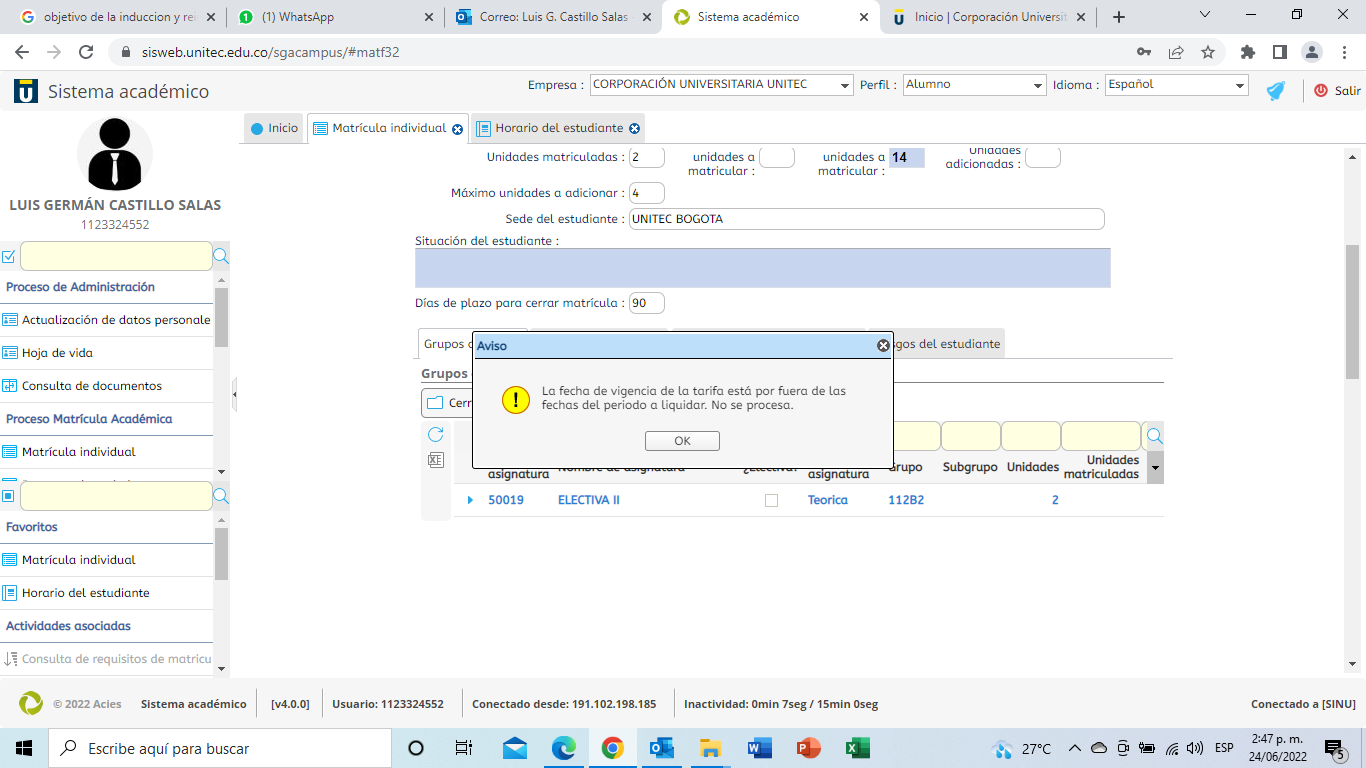 objetivo de la induccion y rei
(1) WhatsApp
Correo: Luis G. Castillo Salas
Sistema académico
Inicio | Corporación Universit
sisweb.unitec.edu.co/sgacampus/#matf32
Sistema académico
Empresa : CORPORACIÓN UNIVERSITARIA UNITEC Perfil : Alumno Idioma : Español Salir
Inicio Matrícula individual Horario del estudiante
LUIS GERMÁN CASTILLO SALAS
1123324552
Proceso de Administración
Actualización de datos personale
Hoja de vida
Consulta de documentos
Proceso Matrícula Académica
Matrícula individual
Favoritos
Matrícula individual
Horario del estudiante
Actividades asociadas
Consulta de requisitos de matricu
Unidades matriculadas : 2
unidades a
matricular :
unidades a
matricular : 14
Unidades
adicionadas :
Máximo unidades a adicionar : 4
Sede del estudiante : UNITEC BOGOTA
Situación del estudiante :
Días de plazo para cerrar matrícula : 90
Grupos
gos del estudiante
Grupos
Cerr
Aviso
La fecha de vigencia de la tarifa está por fuera de las
fechas del periodo a liquidar. No se procesa.
OK
asignatura Nombre de asignatura ¿Electiva? asignatura Grupo Subgrupo Unidades Unidades
matriculadas
50019 ELECTIVA II Teorica 112B2 2
© 2022 Acies Sistema académico [v4.0.0] Usuario: 1123324552 Conectado desde: 191.102.198.185 Inactividad: 0min 7seg / 15min 0seg Conectado a [SINU]
Escribe aquí para buscar
27°C
ESP
2:47 p. m.
24/06/2022
5